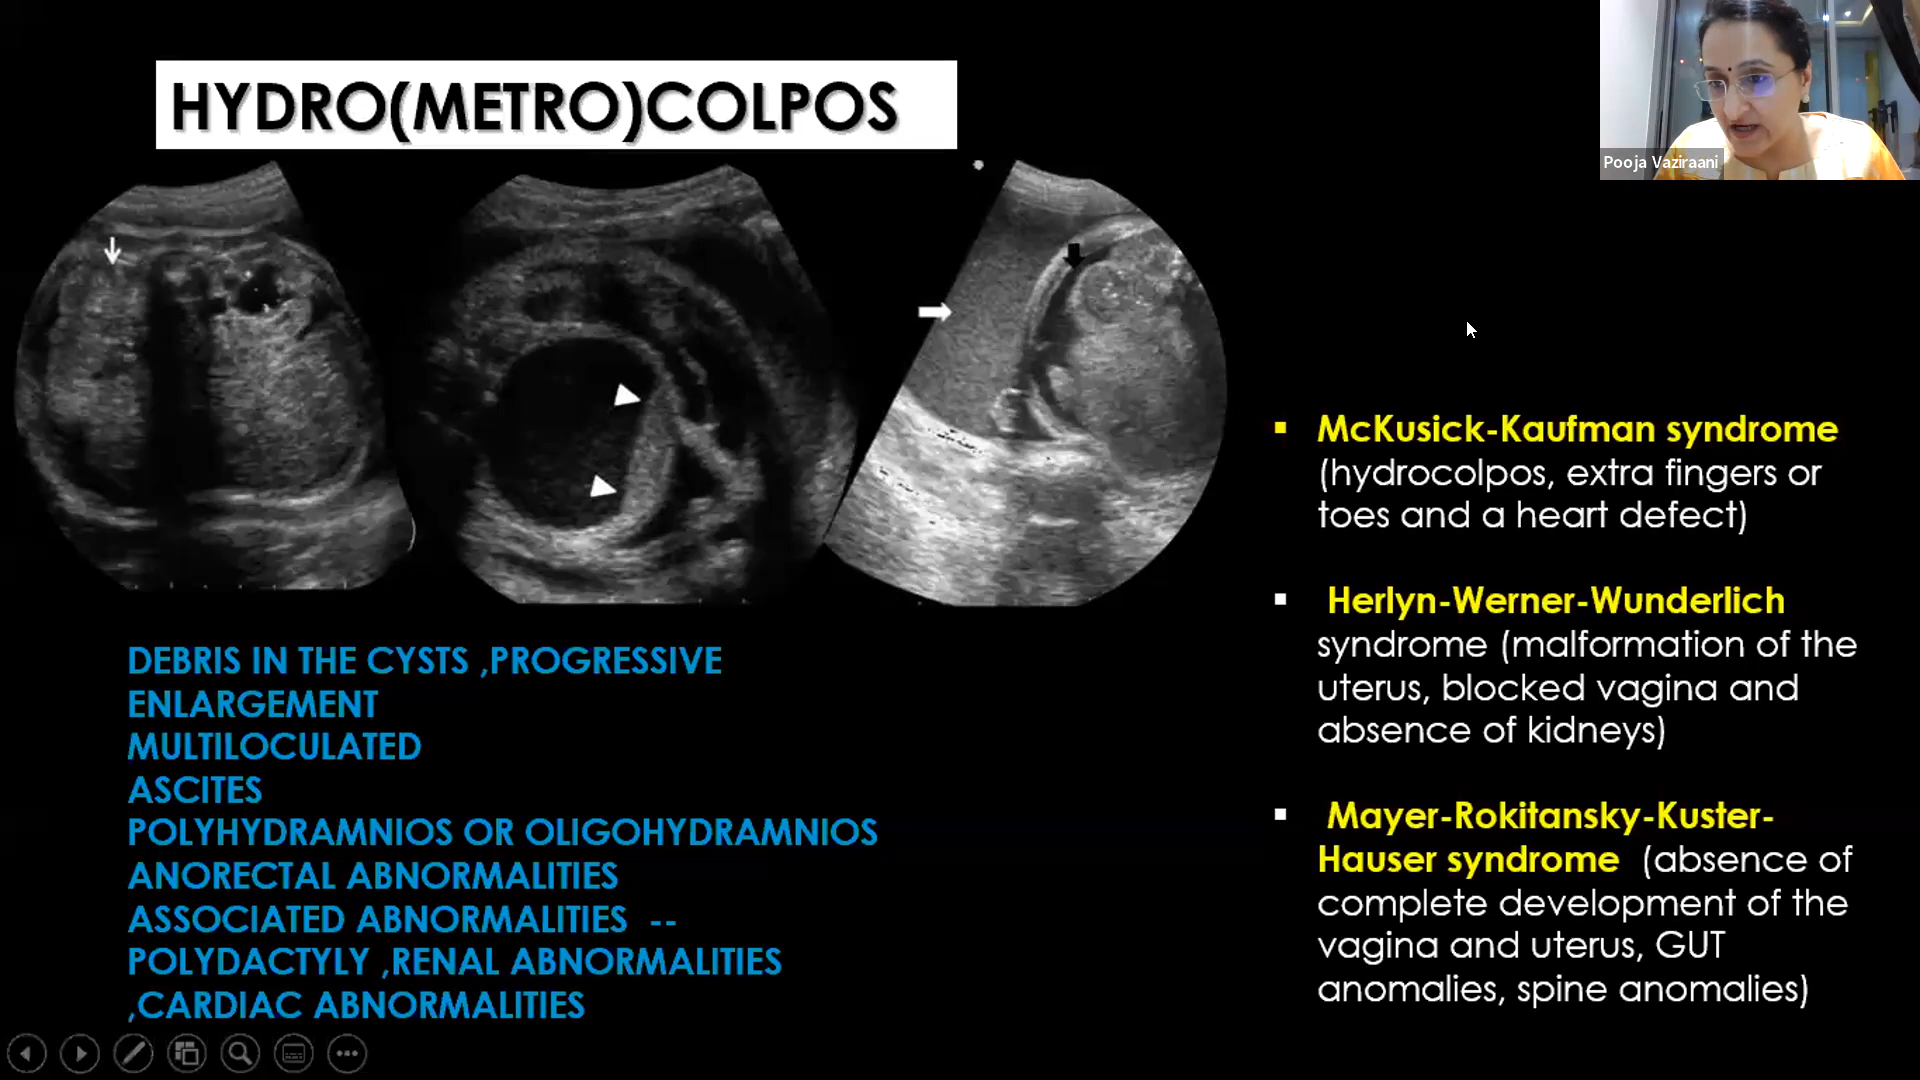 HYDRO(METRO)COLPOS
Pooja Vaziraani
DEBRIS IN THE CYSTS ,PROGRESSIVE
ENLARGEMENT
MULTILOCULATED
ASCITES
POLYHYDRAMNIOS OR OLIGOHYDRAMNIOS
ANORECTAL ABNORMALITIES
ASSOCIATED ABNORMALITIES --
POLYDACTYLY ,RENAL ABNORMALITIES
,CARDIAC ABNORMALITIES
McKusick-Kaufman syndrome
(hydrocolpos, extra fingers or
toes and a heart defect)
Herlyn-Werner-Wunderlich
syndrome (malformation of the
uterus, blocked vagina and
absence of kidneys)
Mayer-Rokitansky-Kuster-
Hauser syndrome (absence of
complete development of the
vagina and uterus, GUT
anomalies, spine anomalies)